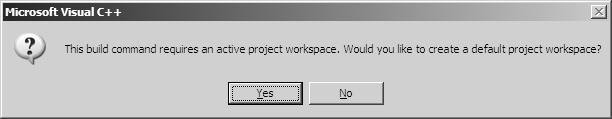 Microsoft Visual C++
This build command requires an active project workspace. Would you like to create a default project workspace?
Yes No